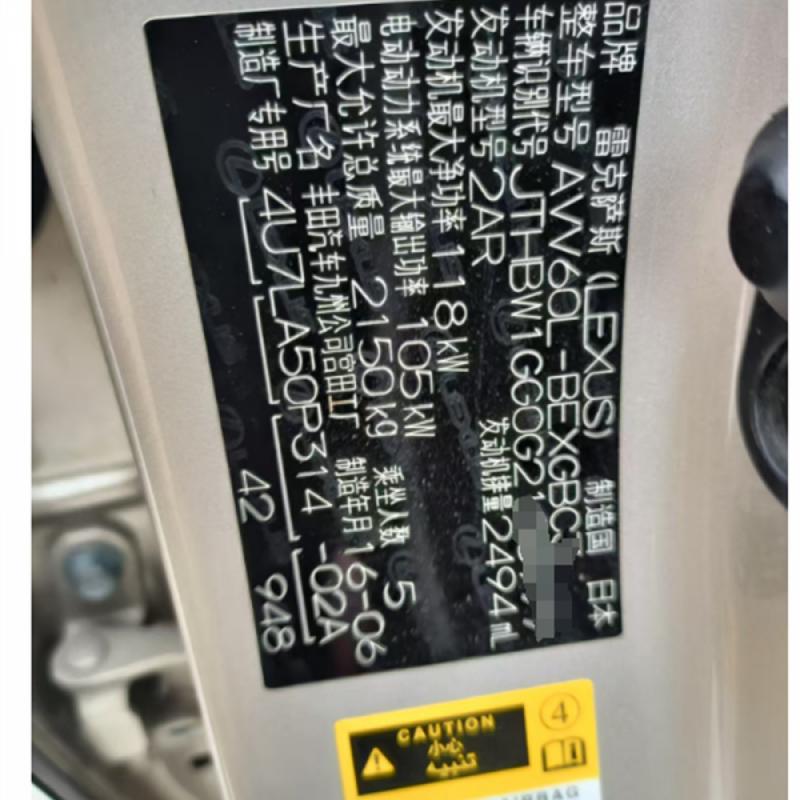 品牌 雷克萨斯 (LEXUS) 制造国 日本
整车型号 AVV60L-BEXGBC
车辆识别代号 JTHBW1GG0G21
发动机型号 2AR 发动机排量 2494 ml
发动机最大净功率 118 kW
电动动力系统最大输出功率 105 kW
最大允许总质量 2150 kg 乘坐人数 5
生产厂名 丰田汽车九州公司宫田工厂 制造年月 16-06
制造厂专用号 4U7LA50P314-02A
42 948
CAUTION
小心
4
AIRBAG